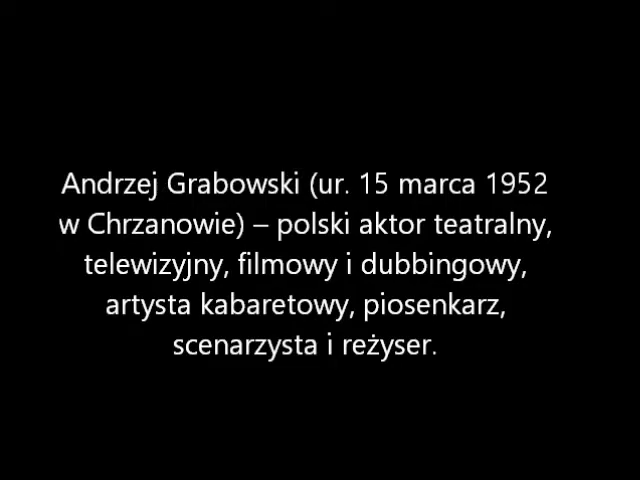 Andrzej Grabowski (ur. 15 marca 1952
w Chrzanowie) – polski aktor teatralny,
telewizyjny, filmowy i dubbingowy,
artysta kabaretowy, piosenkarz,
scenarzysta i reżyser.